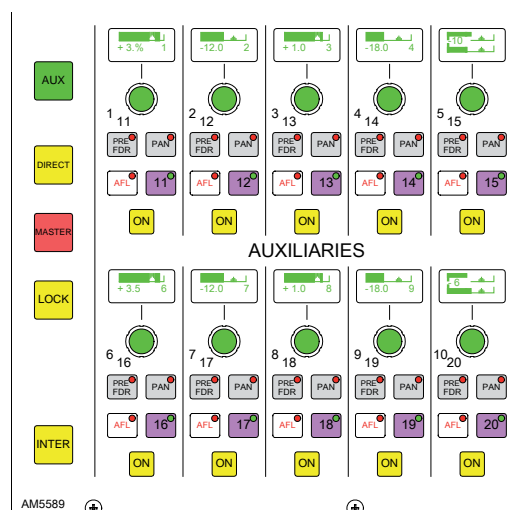 + 3.% 1
-12.0 2
+ 1.0 3
-18.0 4
-10
AUX
1 11
2 12
3 13
4 14
5 15
PRE FDR PAN
PRE FDR PAN
PRE FDR PAN
PRE FDR PAN
PRE FDR PAN
DIRECT
AFL 11
AFL 12
AFL 13
AFL 14
AFL 15
MASTER
ON
ON
ON
ON
ON
AUXILIARIES
LOCK
+ 3.5 6
-12.0 7
+ 1.0 8
-18.0 9
- 6
6 16
7 17
8 18
9 19
10 20
PRE FDR PAN
PRE FDR PAN
PRE FDR PAN
PRE FDR PAN
PRE FDR PAN
AFL 16
AFL 17
AFL 18
AFL 19
AFL 20
INTER
ON
ON
ON
ON
ON
AM5589